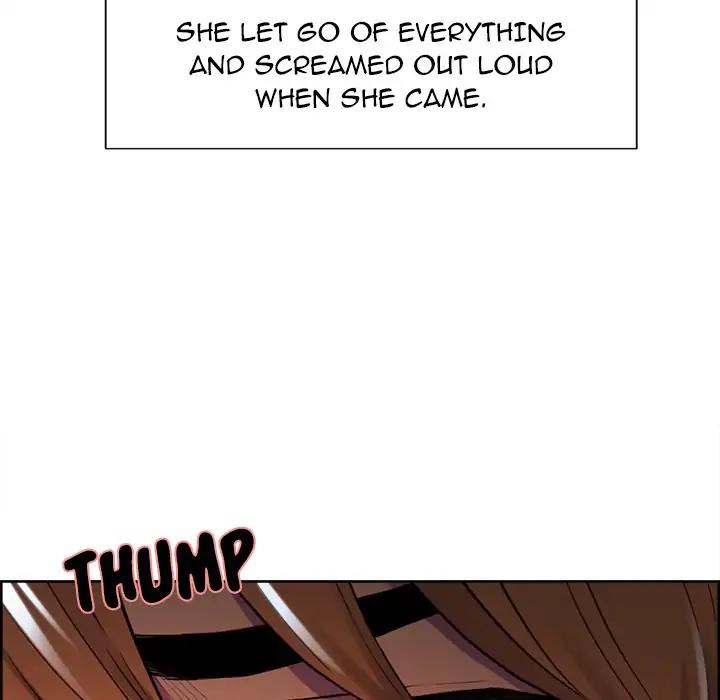 SHE LET GO OF EVERYTHING
AND SCREAMED OUT LOUD
WHEN SHE CAME.
THUMP